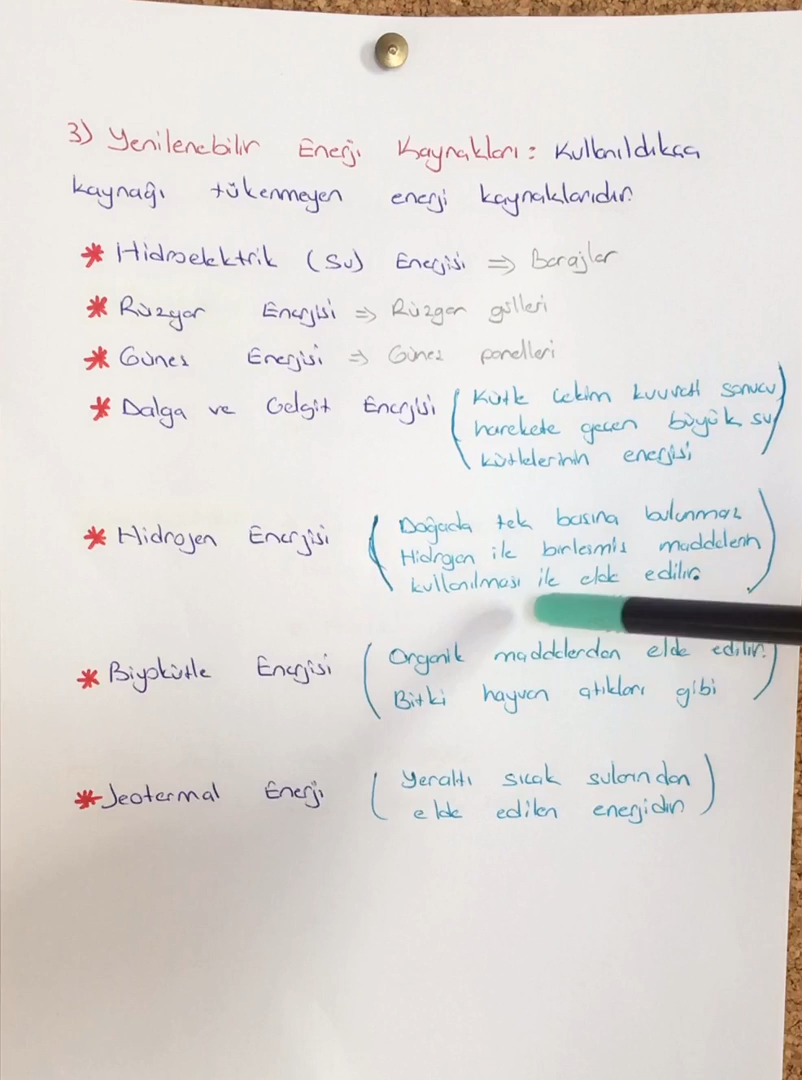 3) Yenilenebilir Enerji Kaynakları: Kullanıldıkça
kaynağı tükenmeyen enerji kaynaklarıdır.
* Hidroelektrik (Su) Enerjisi ⇒ Barajlar
* Rüzgar Enerjisi ⇒ Rüzgar gülleri
* Güneş Enerjisi ⇒ Güneş panelleri
* Dalga ve Gelgit Enerjisi (Kütle Çekim kuvveti sonucu
harekete geçen büyük su
kütlelerinin enerjisi)
* Hidrojen Enerjisi (Doğada tek başına bulunmaz
Hidrojen ile birleşmiş maddelerin
kullanılması ile elde edilir.)
* Biyokütle Enerjisi (Organik maddelerden elde edilir.
Bitki hayvan atıkları gibi)
* Jeotermal Enerji (Yeraltı sıcak sularından
elde edilen enerjidir.)